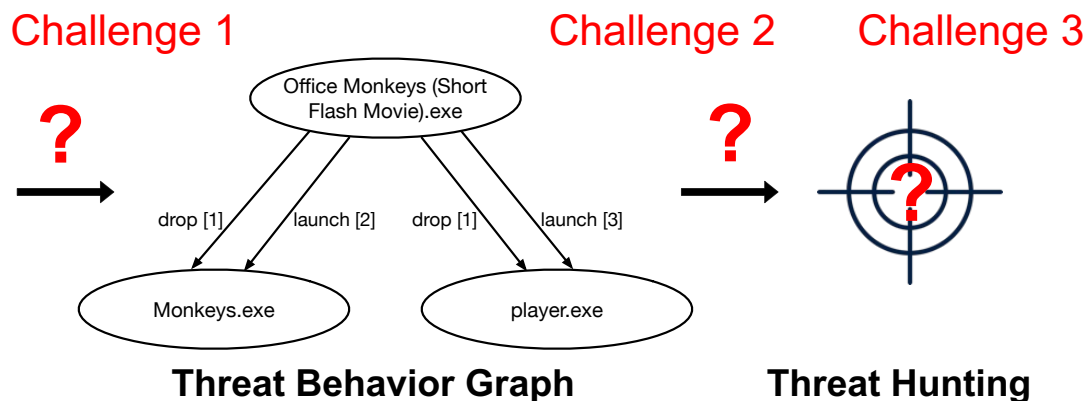 Challenge 1
Challenge 2
Challenge 3
Office Monkeys (Short
Flash Movie).exe
?
?
?
drop [1]
launch [2]
drop [1]
launch [3]
Monkeys.exe
player.exe
Threat Behavior Graph
Threat Hunting